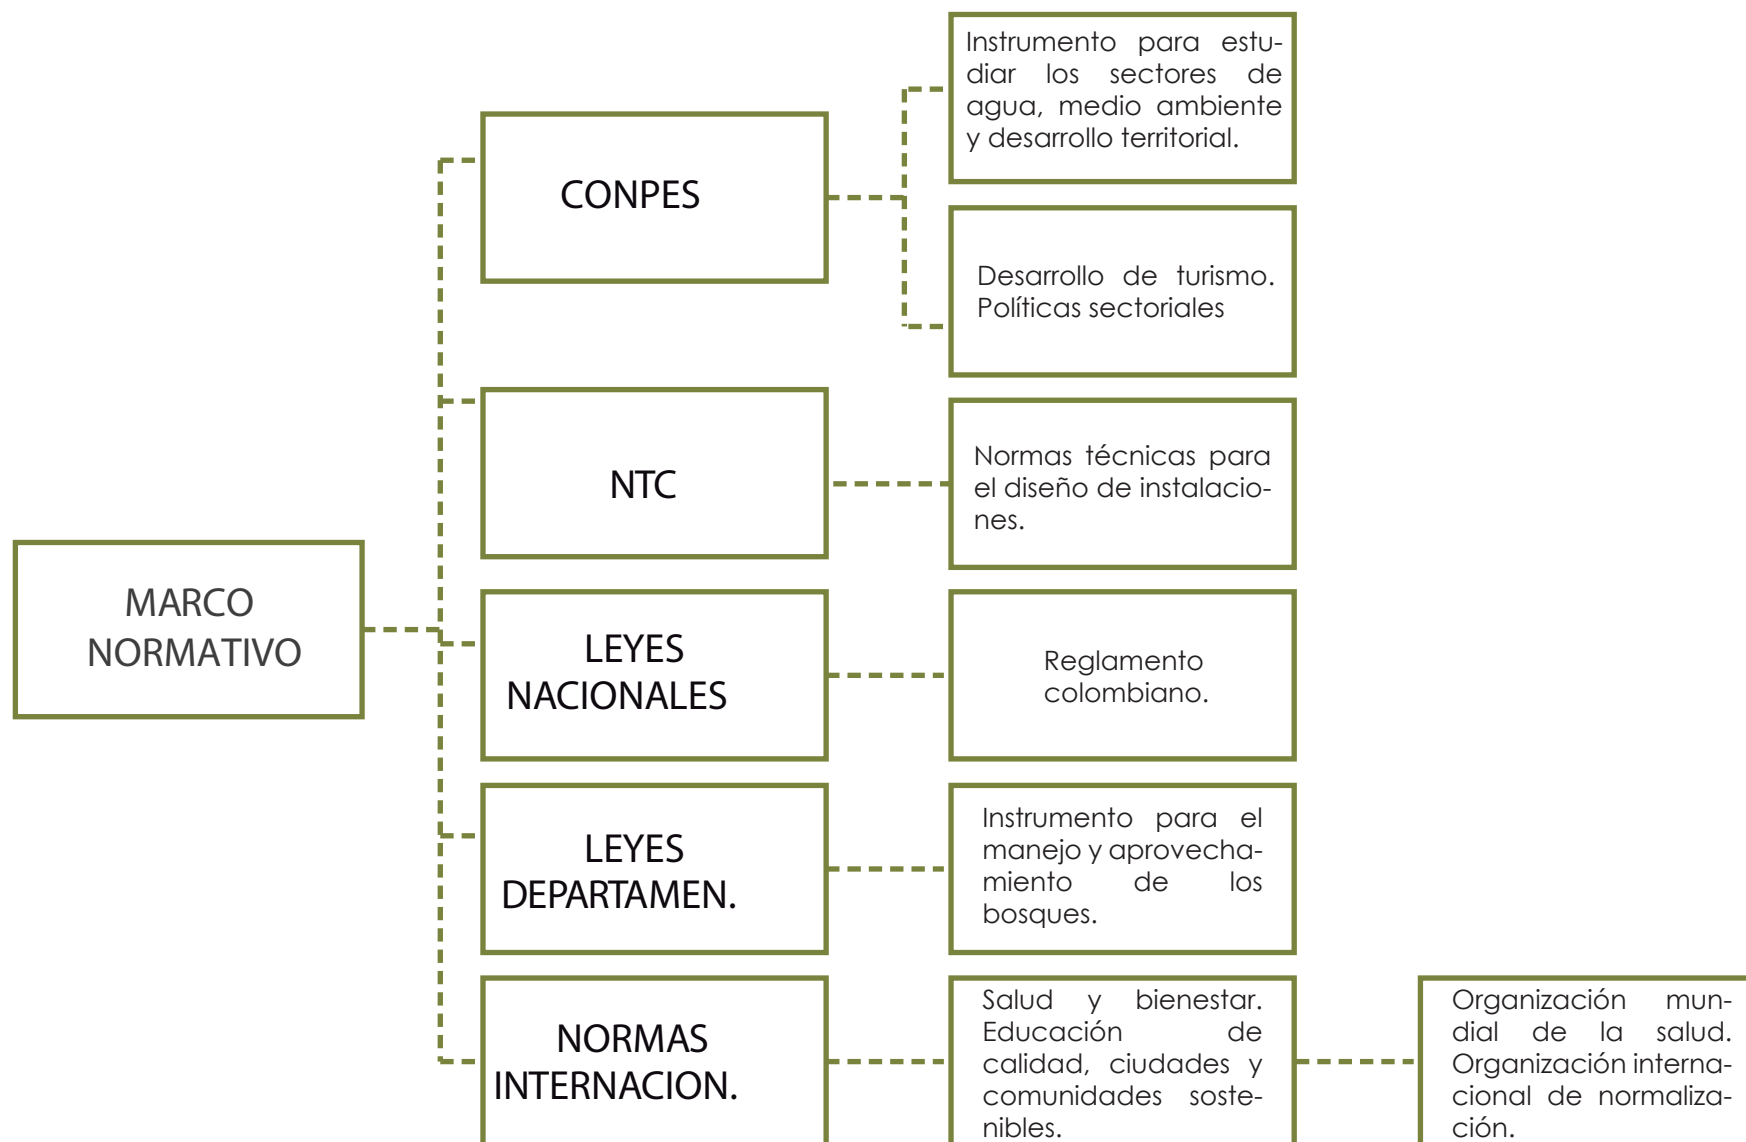 MARCO
NORMATIVO
CONPES
Instrumento para estu-
diar los sectores de
agua, medio ambiente
y desarrollo territorial.
Desarrollo de turismo.
Políticas sectoriales
NTC
Normas técnicas para
el diseño de instalacio-
nes.
LEYES
NACIONALES
Reglamento
colombiano.
LEYES
DEPARTAMEN.
Instrumento para el
manejo y aprovecha-
miento de los
bosques.
NORMAS
INTERNACION.
Salud y bienestar.
Educación de
calidad, ciudades y
comunidades soste-
nibles.
Organización mun-
dial de la salud.
Organización interna-
cional de normaliza-
ción.